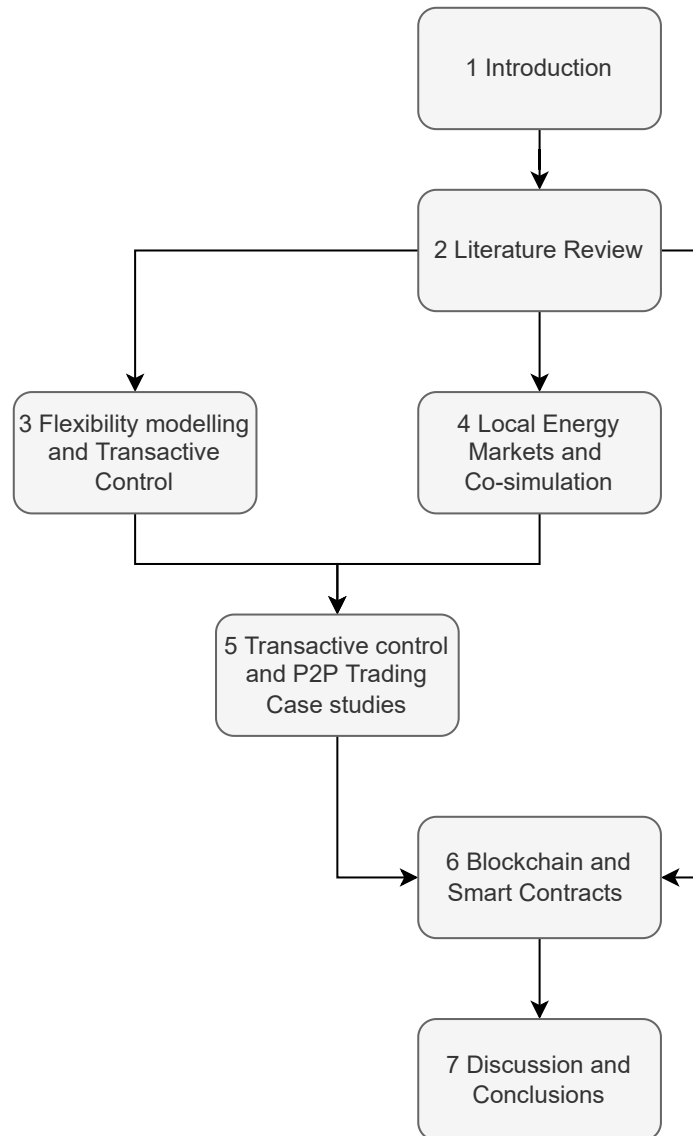 1 Introduction
2 Literature Review
3 Flexibility modelling
and Transactive
Control
4 Local Energy
Markets and
Co-simulation
5 Transactive control
and P2P Trading
Case studies
6 Blockchain and
Smart Contracts
7 Discussion and
Conclusions